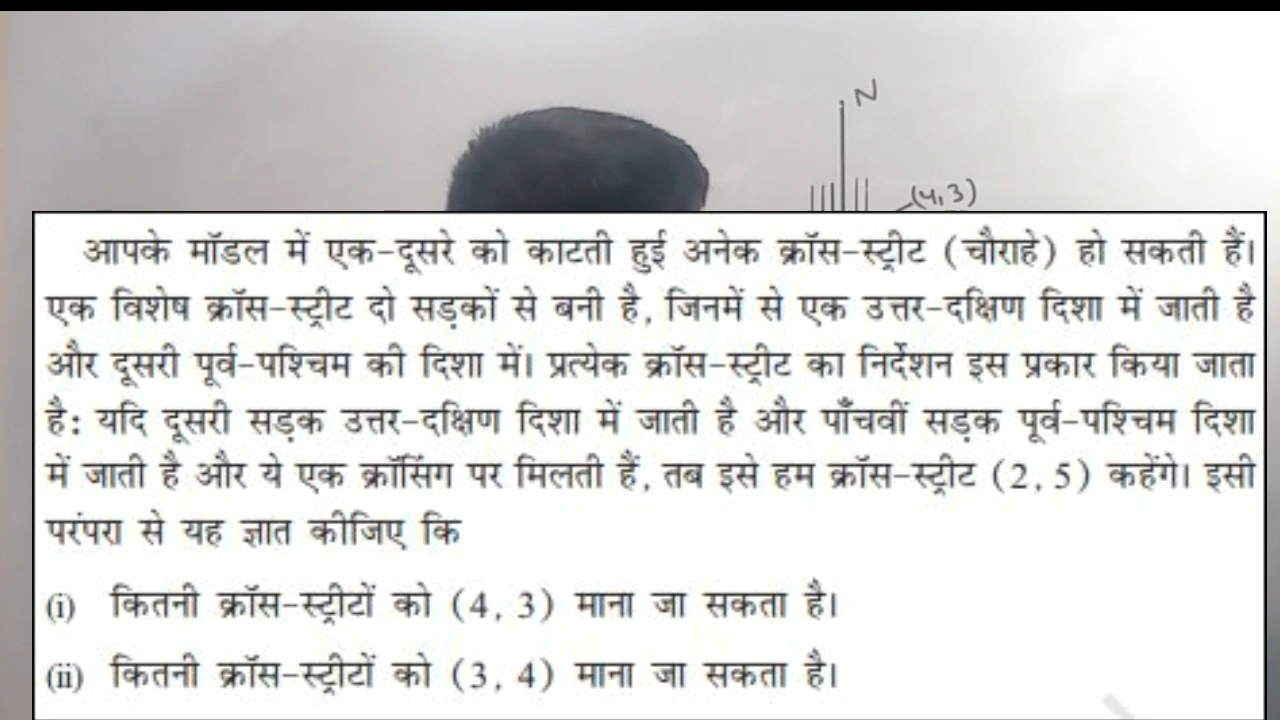 N
(4,3)
आपके मॉडल में एक-दूसरे को काटती हुई अनेक क्रॉस-स्ट्रीट (चौराहे) हो सकती हैं।
एक विशेष क्रॉस-स्ट्रीट दो सड़कों से बनी है, जिनमें से एक उत्तर-दक्षिण दिशा में जाती है
और दूसरी पूर्व-पश्चिम की दिशा में। प्रत्येक क्रॉस-स्ट्रीट का निर्देशन इस प्रकार किया जाता
है: यदि दूसरी सड़क उत्तर-दक्षिण दिशा में जाती है और पाँचवीं सड़क पूर्व-पश्चिम दिशा
में जाती है और ये एक क्रॉसिंग पर मिलती हैं, तब इसे हम क्रॉस-स्ट्रीट (2, 5) कहेंगे। इसी
परंपरा से यह ज्ञात कीजिए कि
(i) कितनी क्रॉस-स्ट्रीटों को (4, 3) माना जा सकता है।
(ii) कितनी क्रॉस-स्ट्रीटों को (3, 4) माना जा सकता है।